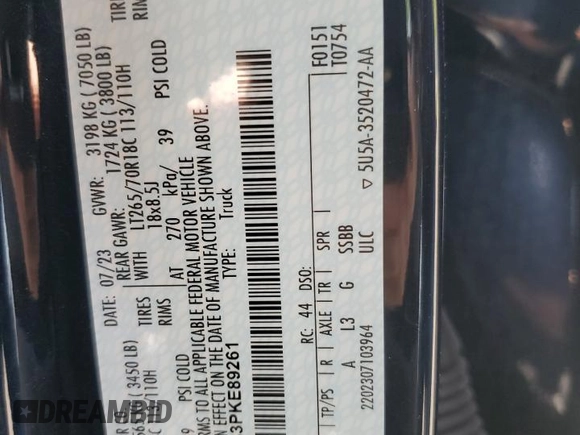 DATE: 07/23 GVWR: 3198 KG ( 7050 LB)
( 3450 LB) REAR GAWR: 1724 KG ( 3800 LB)
/110H TIRES WITH LT265/70R18C 113/110H TIRE
RIMS 18x8.5J RIMS
PSI COLD AT 270 kPa/ 39 PSI COLD
RMS TO ALL APPLICABLE FEDERAL MOTOR VEHICLE
N EFFECT ON THE DATE OF MANUFACTURE SHOWN ABOVE.
3PKE89261 TYPE: Truck
RC: 44 DSO: F0151
T0754
TP/PS R AXLE TR SPR
A L3 G SSBB
2202307103964 ULC ▽ 5U5A-3520472-AA
DREAMBID